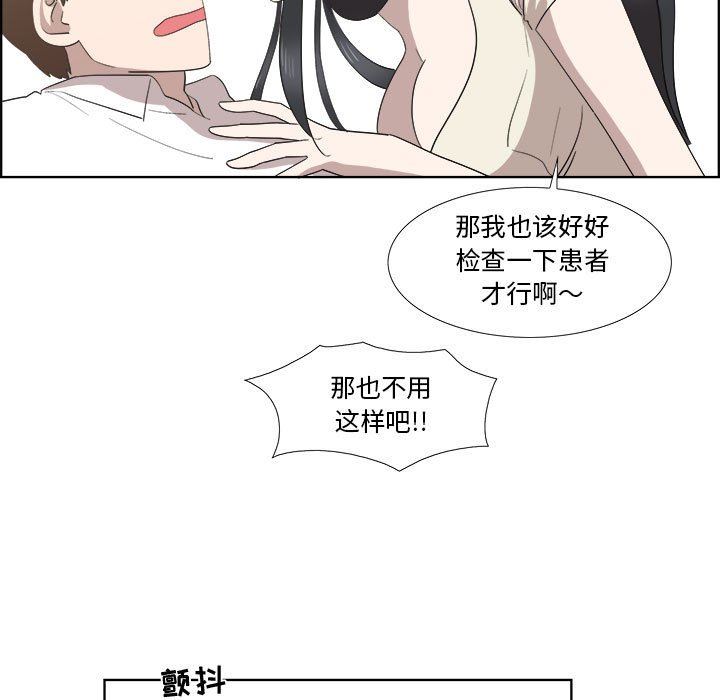 那我也该好好
检查一下患者
才行啊～
那也不用
这样吧!!
颤抖